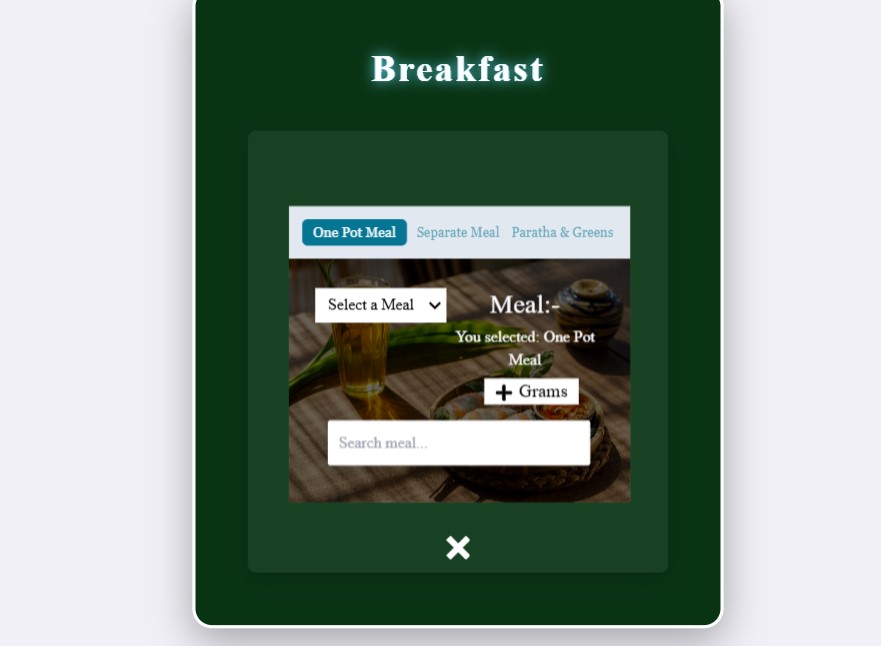 Breakfast
One Pot Meal Separate Meal Paratha & Greens
Select a Meal
Meal:-
You selected: One Pot
Meal
Grams
Search meal...